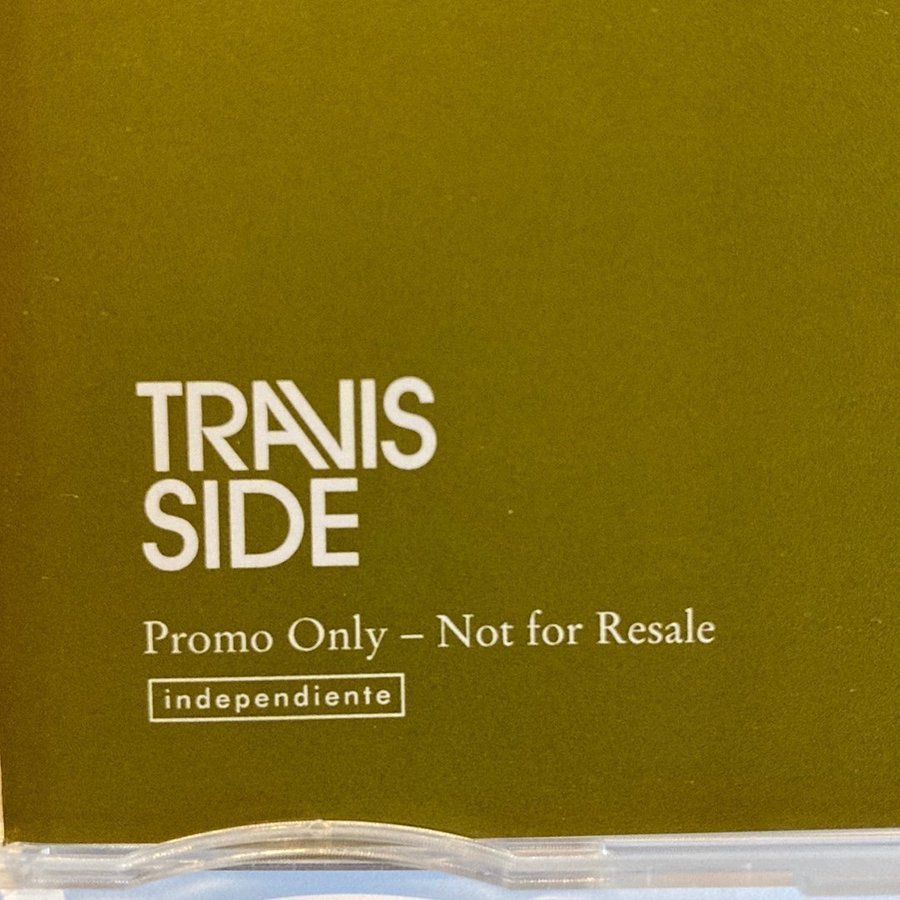 TRAVIS
SIDE
Promo Only – Not for Resale
independiente